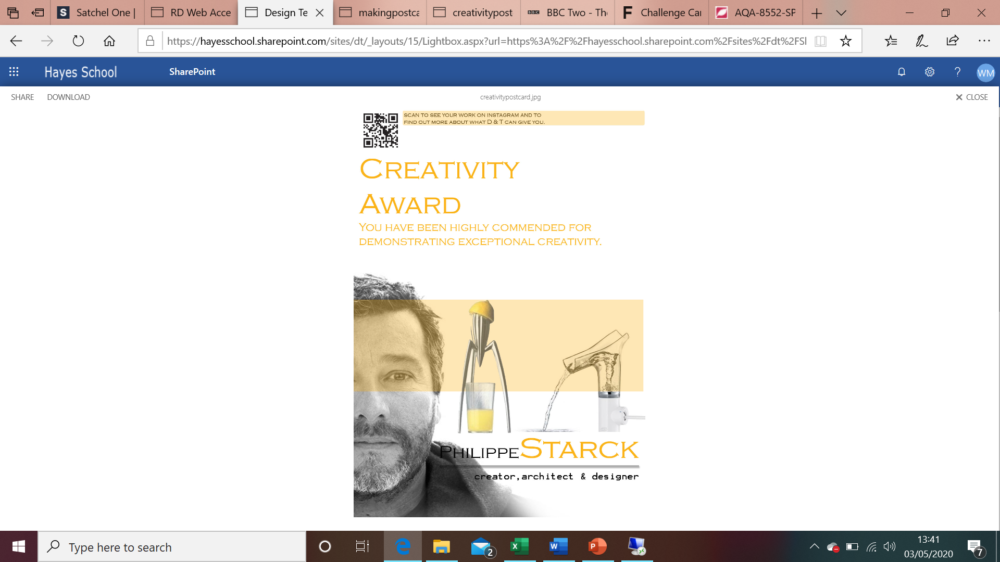 Satchel One |
RD Web Acce
Design Te
makingpostca
creativitypost
BBC BBC Two - The
F Challenge Car
AQA-8552-SP
https://hayesschool.sharepoint.com/sites/dt/_layouts/15/Lightbox.aspx?url=https%3A%2F%2Fhayesschool.sharepoint.com%2Fsites%2Fdt%2FSl
Hayes School
SharePoint
?
WM
SHARE
DOWNLOAD
creativitypostcard.jpg
CLOSE
SCAN TO SEE YOUR WORK ON INSTAGRAM AND TO
FIND OUT MORE ABOUT WHAT D & T CAN GIVE YOU.
CREATIVITY
AWARD
YOU HAVE BEEN HIGHLY COMMENDED FOR
DEMONSTRATING EXCEPTIONAL CREATIVITY.
PHILIPPE STARCK
creator,architect & designer
Type here to search
2
13:41
03/05/2020
7